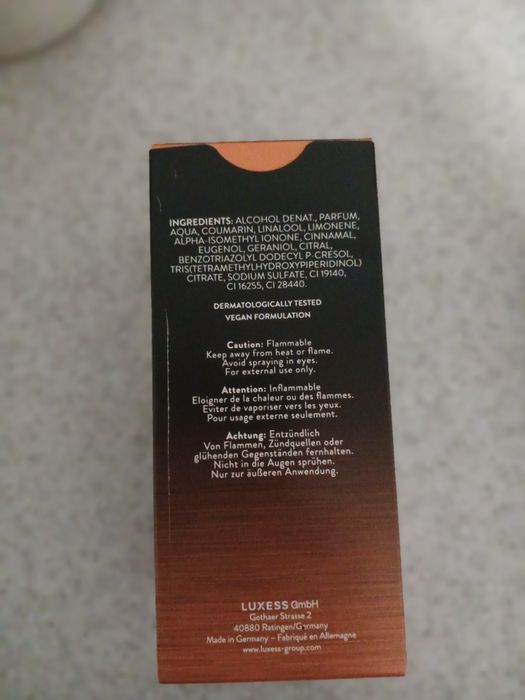 INGREDIENTS: ALCOHOL DENAT., PARFUM,
AQUA, COUMARIN, LINALOOL, LIMONENE,
ALPHA-ISOMETHYL IONONE, CINNAMAL,
EUGENOL, GERANIOL, CITRAL,
BENZOTRIAZOLYL DODECYL P-CRESOL,
TRIS(TETRAMETHYLHYDROXYPIPERIDINOL)
CITRATE, SODIUM SULFATE, CI 19140,
CI 16255, CI 28440.
DERMATOLOGICALLY TESTED
VEGAN FORMULATION
Caution: Flammable
Keep away from heat or flame.
Avoid spraying in eyes.
For external use only.
Attention: Inflammable
Eloigner de la chaleur ou des flammes.
Eviter de vaporiser vers les yeux.
Pour usage externe seulement.
Achtung: Entzündlich
Von Flammen, Zündquellen oder
glühenden Gegenständen fernhalten.
Nicht in die Augen sprühen.
Nur zur äußeren Anwendung.
LUXESS GmbH
Gothaer Strasse 2
40880 Ratingen/Germany
Made in Germany – Fabriqué en Allemagne
www.luxess-group.com